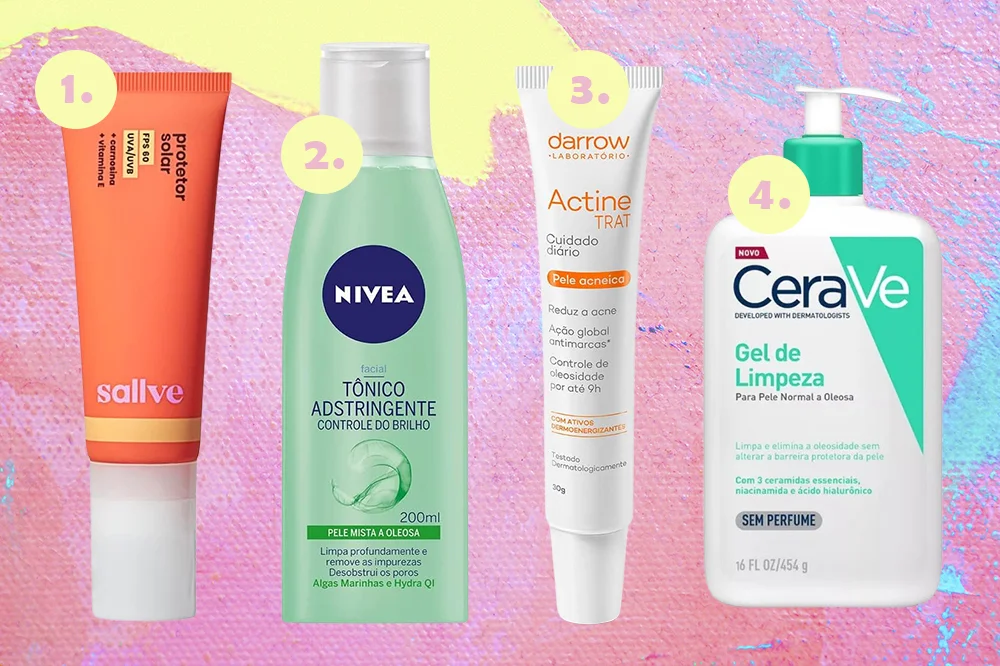 1.
protetor
solar
FPS 60
UVA/UVB
+ carnosina
+ vitamina E
sallve
2.
NIVEA
facial
TÔNICO
ADSTRINGENTE
CONTROLE DO BRILHO
200ml
PELE MISTA A OLEOSA
Limpa profundamente e
remove as impurezas
Desobstrui os poros
Algas Marinhas e Hydra QI
3.
darrow
•LABORATÓRIO•
Actine
TRAT
Cuidado
diário
Pele acneica
Reduz a acne
Ação global
antimarcas*
Controle de
oleosidade
por até 9h
COM ATIVOS
DERMOENERGIZANTES
Testado
Dermatologicamente
30g
4.
NOVO
CeraVe
DEVELOPED WITH DERMATOLOGISTS
Gel de
Limpeza
Para Pele Normal a Oleosa
Limpa e elimina a oleosidade sem
alterar a barreira protetora da pele
Com 3 ceramidas essenciais,
niacinamida e ácido hialurônico
SEM PERFUME
16 FL OZ/454 g